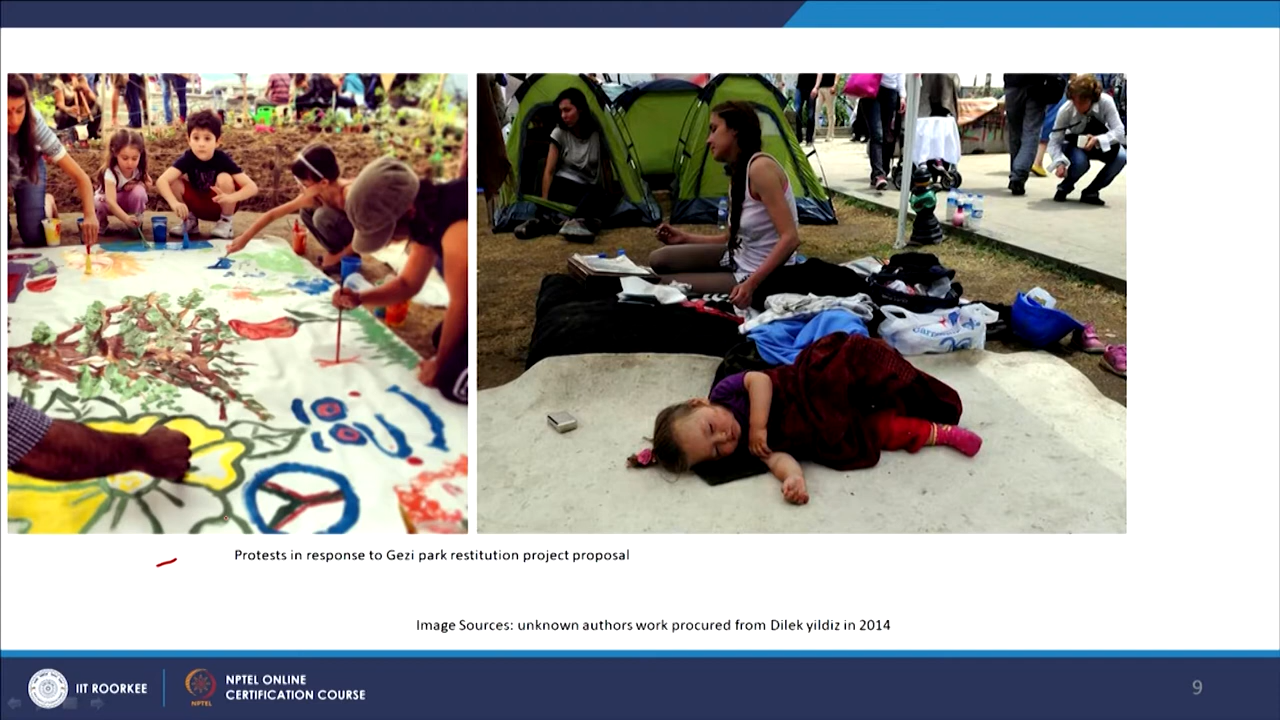 Protests in response to Gezi park restitution project proposal
Image Sources: unknown authors work procured from Dilek yildiz in 2014
IIT ROORKEE
NPTEL ONLINE
CERTIFICATION COURSE
NPTEL
9